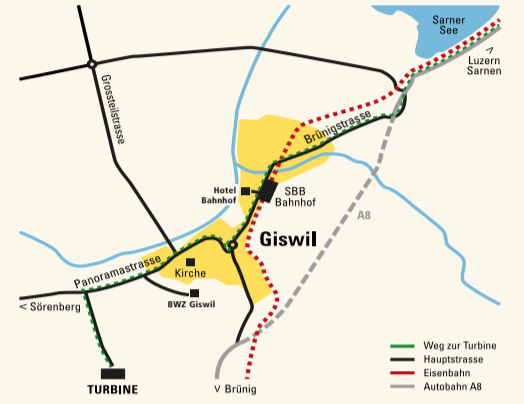 Sarner
See
>
Luzern
Sarnen
Grossteilstrasse
Brünigstrasse
Hotel
Bahnhof
SBB
Bahnhof
A8
Giswil
Panoramastrasse
Kirche
BWZ Giswil
< Sörenberg
TURBINE
V Brünig
Weg zur Turbine
Hauptstrasse
Eisenbahn
Autobahn A8